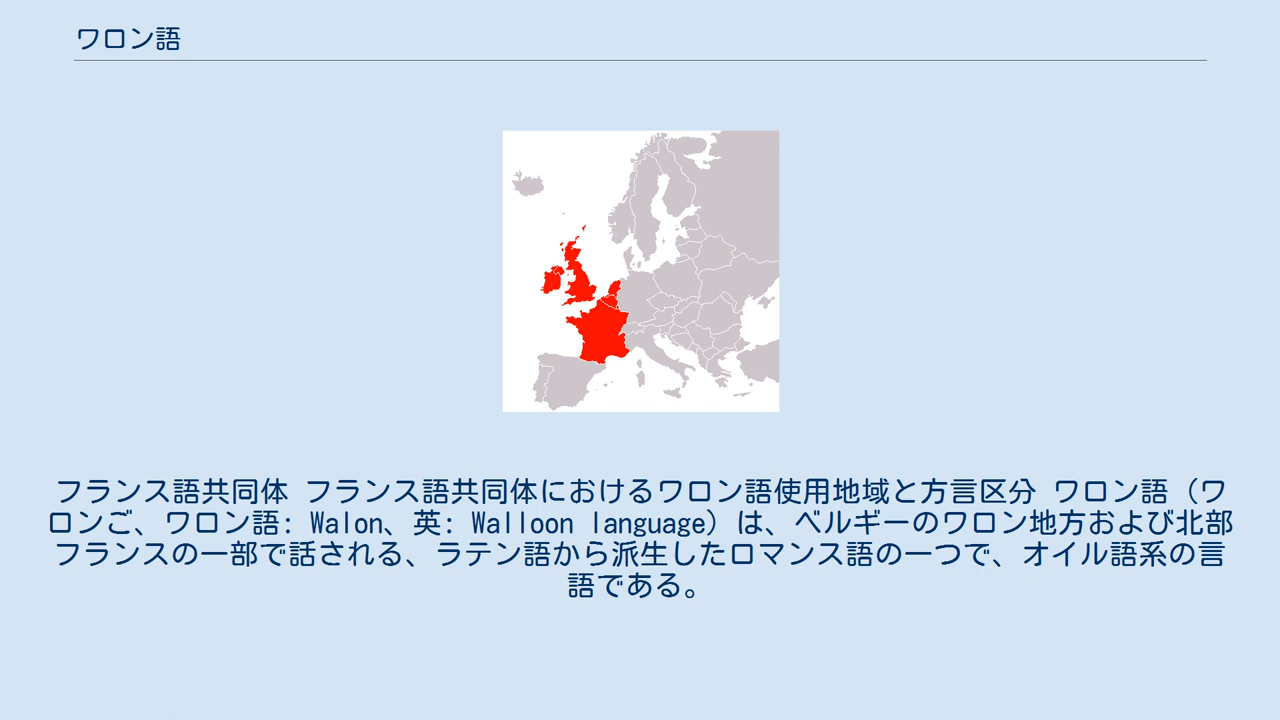 ワロン語
フランス語共同体 フランス語共同体におけるワロン語使用地域と方言区分 ワロン語（ワ
ロンご、ワロン語: Walon、英: Walloon language）は、ベルギーのワロン地方および北部
フランスの一部で話される、ラテン語から派生したロマンス語の一つで、オイル語系の言
語である。